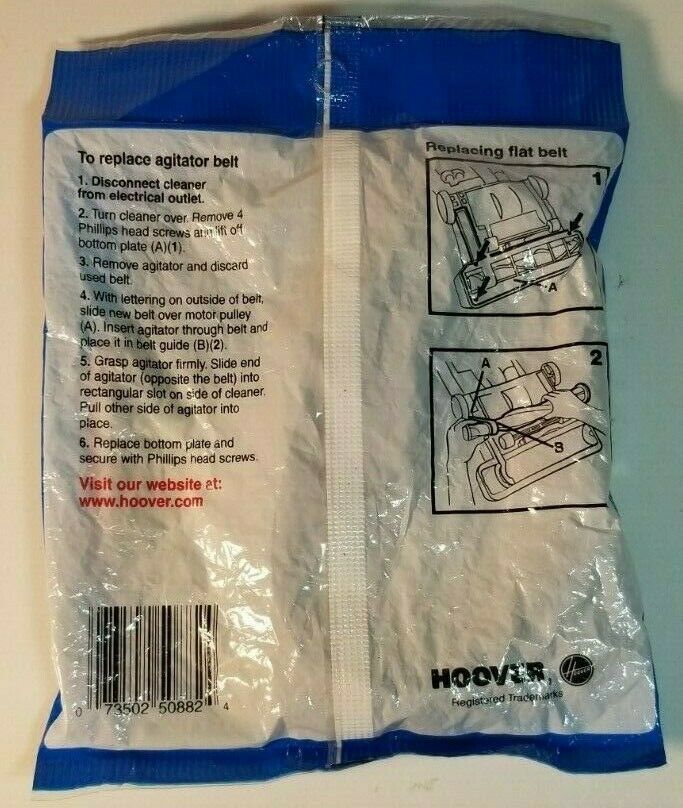 To replace agitator belt
1. Disconnect cleaner
from electrical outlet.
2. Turn cleaner over. Remove 4
Phillips head screws and lift off
bottom plate (A)(1).
3. Remove agitator and discard
used belt.
4. With lettering on outside of belt,
slide new belt over motor pulley
(A). Insert agitator through belt and
place it in belt guide (B)(2).
5. Grasp agitator firmly. Slide end
of agitator (opposite the belt) into
rectangular slot on side of cleaner.
Pull other side of agitator into
place.
6. Replace bottom plate and
secure with Phillips head screws.
Visit our website at:
www.hoover.com
0 73502 50882 4
Replacing flat belt
1
A
2
A
B
HOOVER
HOOVER
Registered Trademarks